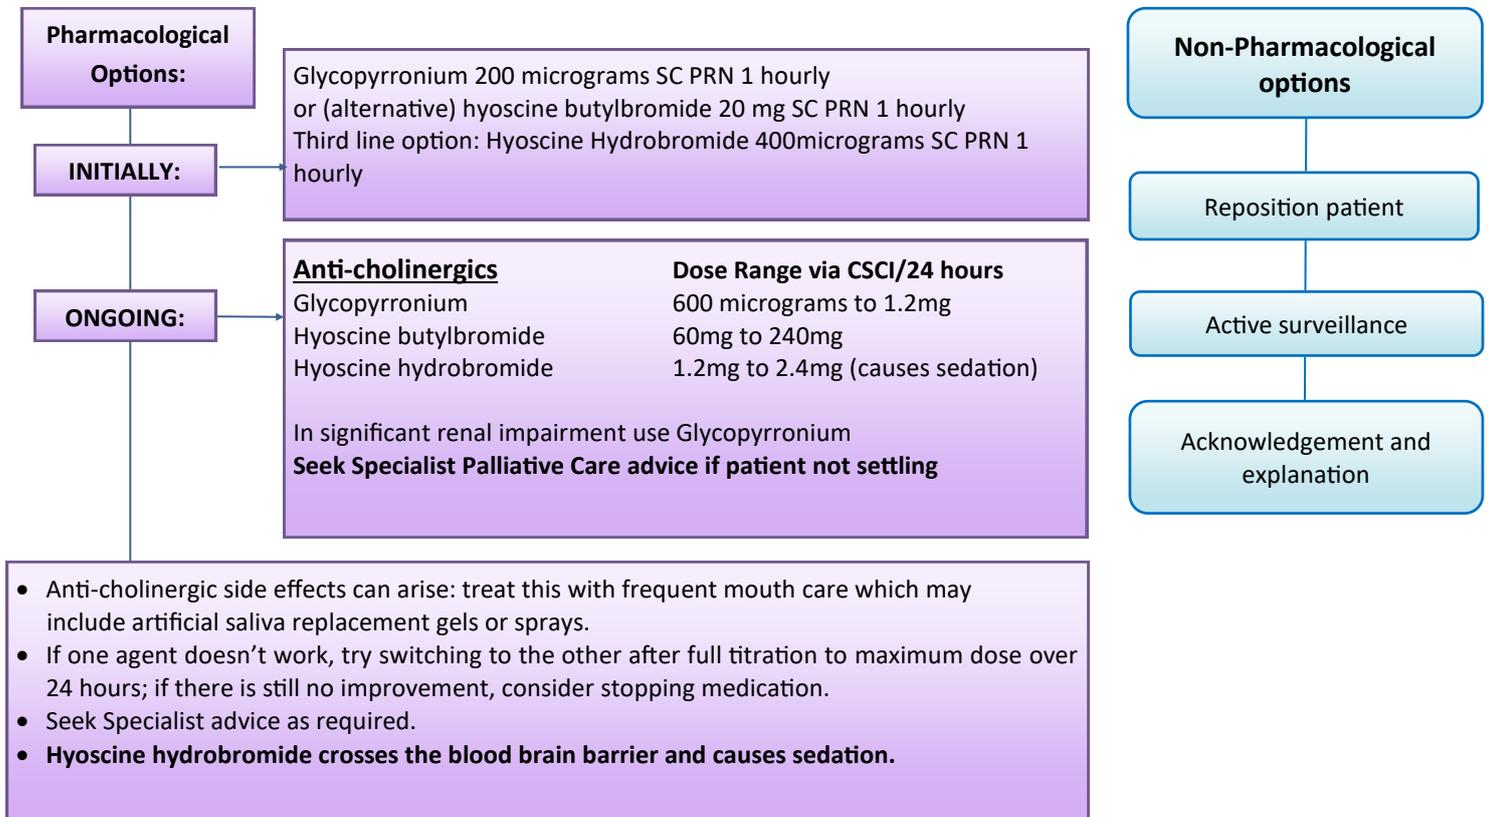 Pharmacological
Options:
INITIALLY:
Glycopyrronium 200 micrograms SC PRN 1 hourly
or (alternative) hyoscine butylbromide 20 mg SC PRN 1 hourly
Third line option: Hyoscine Hydrobromide 400micrograms SC PRN 1
hourly
ONGOING:
Anti-cholinergics Dose Range via CSCI/24 hours
Glycopyrronium 600 micrograms to 1.2mg
Hyoscine butylbromide 60mg to 240mg
Hyoscine hydrobromide 1.2mg to 2.4mg (causes sedation)
In significant renal impairment use Glycopyrronium
Seek Specialist Palliative Care advice if patient not settling
• Anti-cholinergic side effects can arise: treat this with frequent mouth care which may
include artificial saliva replacement gels or sprays.
• If one agent doesn’t work, try switching to the other after full titration to maximum dose over
24 hours; if there is still no improvement, consider stopping medication.
• Seek Specialist advice as required.
• Hyoscine hydrobromide crosses the blood brain barrier and causes sedation.
Non-Pharmacological
options
Reposition patient
Active surveillance
Acknowledgement and
explanation